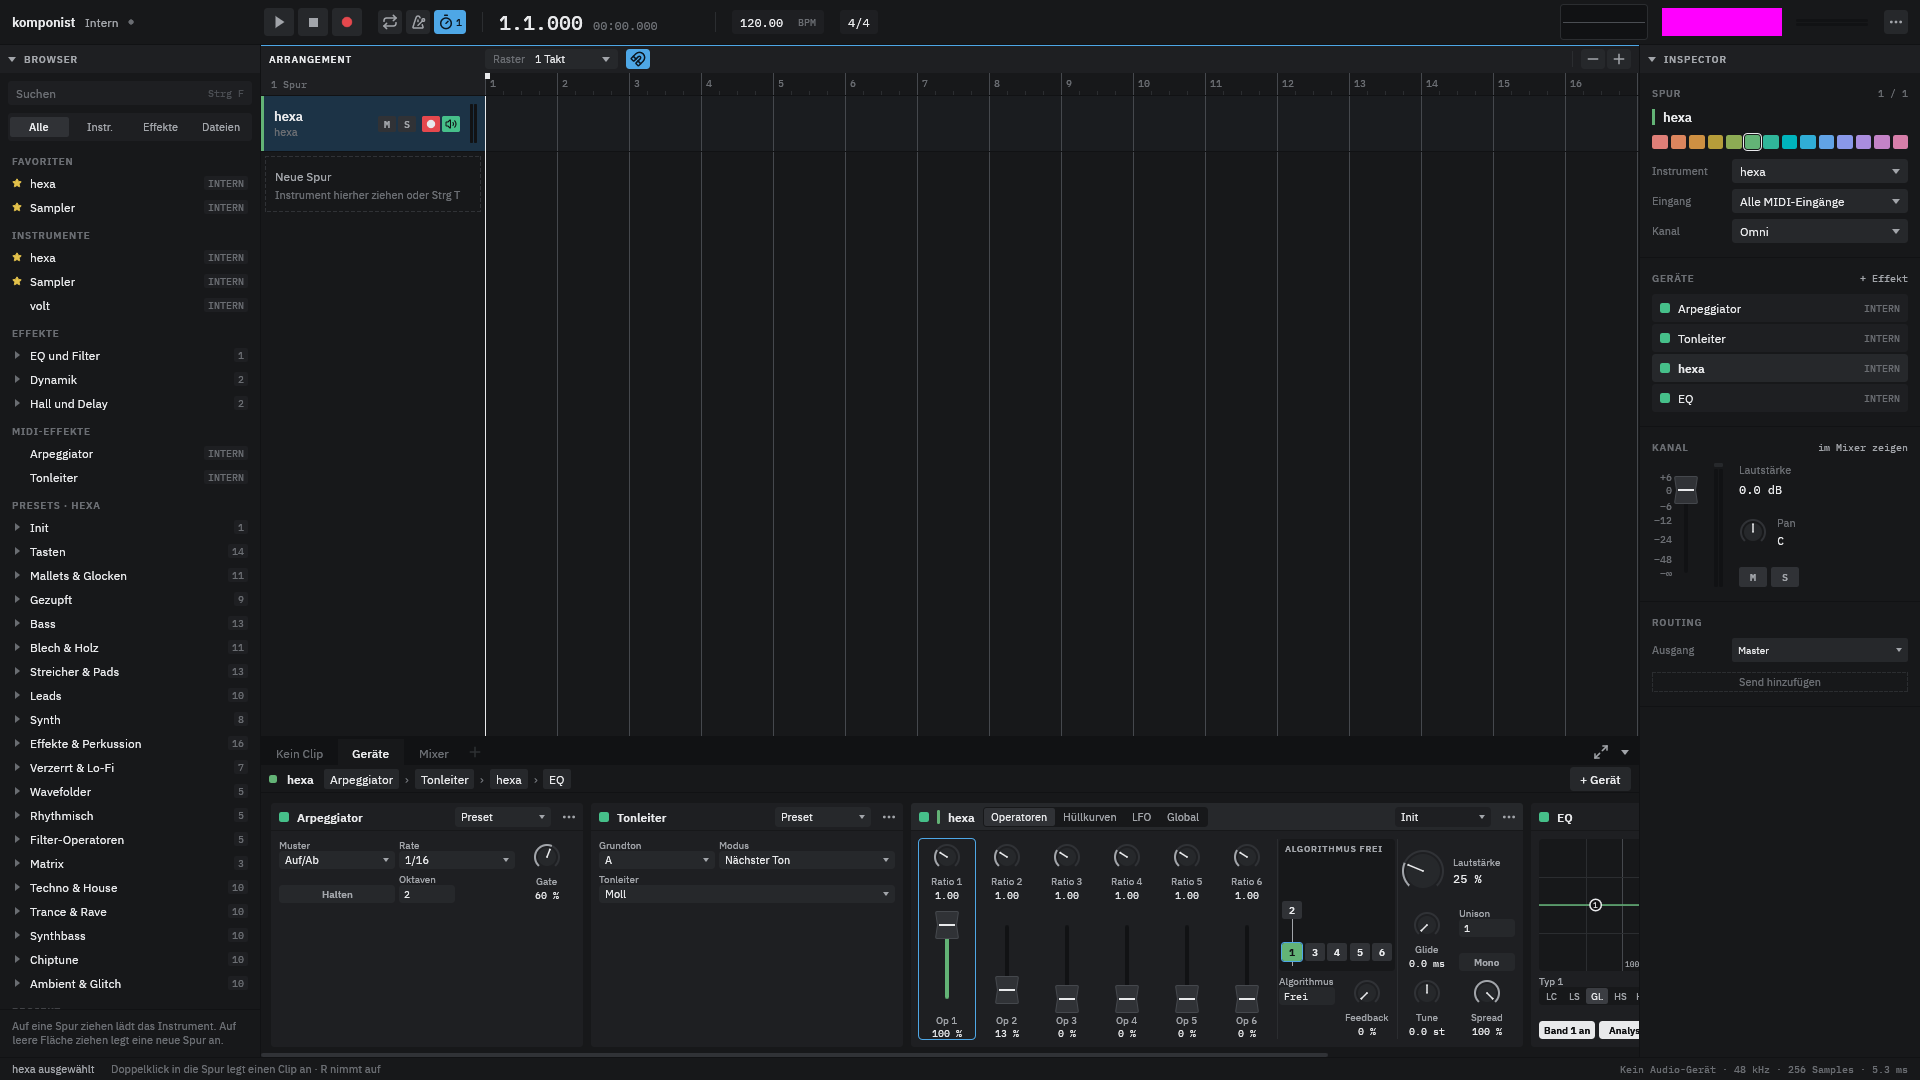 komponist Intern
1
1.1.000 00:00.000
120.00 BPM
4/4
BROWSER
Suchen Strg F
Alle Instr. Effekte Dateien
FAVORITEN
hexa INTERN
Sampler INTERN
INSTRUMENTE
hexa INTERN
Sampler INTERN
volt INTERN
EFFEKTE
EQ und Filter 1
Dynamik 2
Hall und Delay 2
MIDI-EFFEKTE
Arpeggiator INTERN
Tonleiter INTERN
PRESETS · HEXA
Init 1
Tasten 14
Mallets & Glocken 11
Gezupft 9
Bass 13
Blech & Holz 11
Streicher & Pads 13
Leads 10
Synth 8
Effekte & Perkussion 16
Verzerrt & Lo-Fi 7
Wavefolder 5
Rhythmisch 5
Filter-Operatoren 5
Matrix 3
Techno & House 10
Trance & Rave 10
Synthbass 10
Chiptune 10
Ambient & Glitch 10
Auf eine Spur ziehen lädt das Instrument. Auf
leere Fläche ziehen legt eine neue Spur an.
ARRANGEMENT
Raster 1 Takt
1 Spur
1 2 3 4 5 6 7 8 9 10 11 12 13 14 15 16
hexa
hexa
M S
Neue Spur
Instrument hierher ziehen oder Strg T
Kein Clip Geräte Mixer +
hexa Arpeggiator › Tonleiter › hexa › EQ
+ Gerät
Arpeggiator Preset
Muster Rate
Auf/Ab 1/16
Oktaven
Halten 2
Gate
60 %
Tonleiter Preset
Grundton Modus
A Nächster Ton
Tonleiter
Moll
hexa Operatoren Hüllkurven LFO Global Init
Ratio 1 Ratio 2 Ratio 3 Ratio 4 Ratio 5 Ratio 6
1.00 1.00 1.00 1.00 1.00 1.00
Op 1 Op 2 Op 3 Op 4 Op 5 Op 6
100 % 13 % 0 % 0 % 0 % 0 %
ALGORITHMUS FREI
2
1 3 4 5 6
Algorithmus
Frei
Feedback
0 %
Lautstärke
25 %
Unison
1
Glide
0.0 ms
Mono
Tune Spread
0.0 st 100 %
EQ
1
100
Typ 1
LC LS GL HS
Band 1 an Analys
INSPECTOR
SPUR 1 / 1
hexa
Instrument hexa
Eingang Alle MIDI-Eingänge
Kanal Omni
GERÄTE + Effekt
Arpeggiator INTERN
Tonleiter INTERN
hexa INTERN
EQ INTERN
KANAL im Mixer zeigen
+6
0
−6
−12
−24
−48
−∞
Lautstärke
0.0 dB
Pan
C
M S
ROUTING
Ausgang Master
Send hinzufügen
hexa ausgewählt Doppelklick in die Spur legt einen Clip an · R nimmt auf
Kein Audio-Gerät · 48 kHz · 256 Samples · 5.3 ms